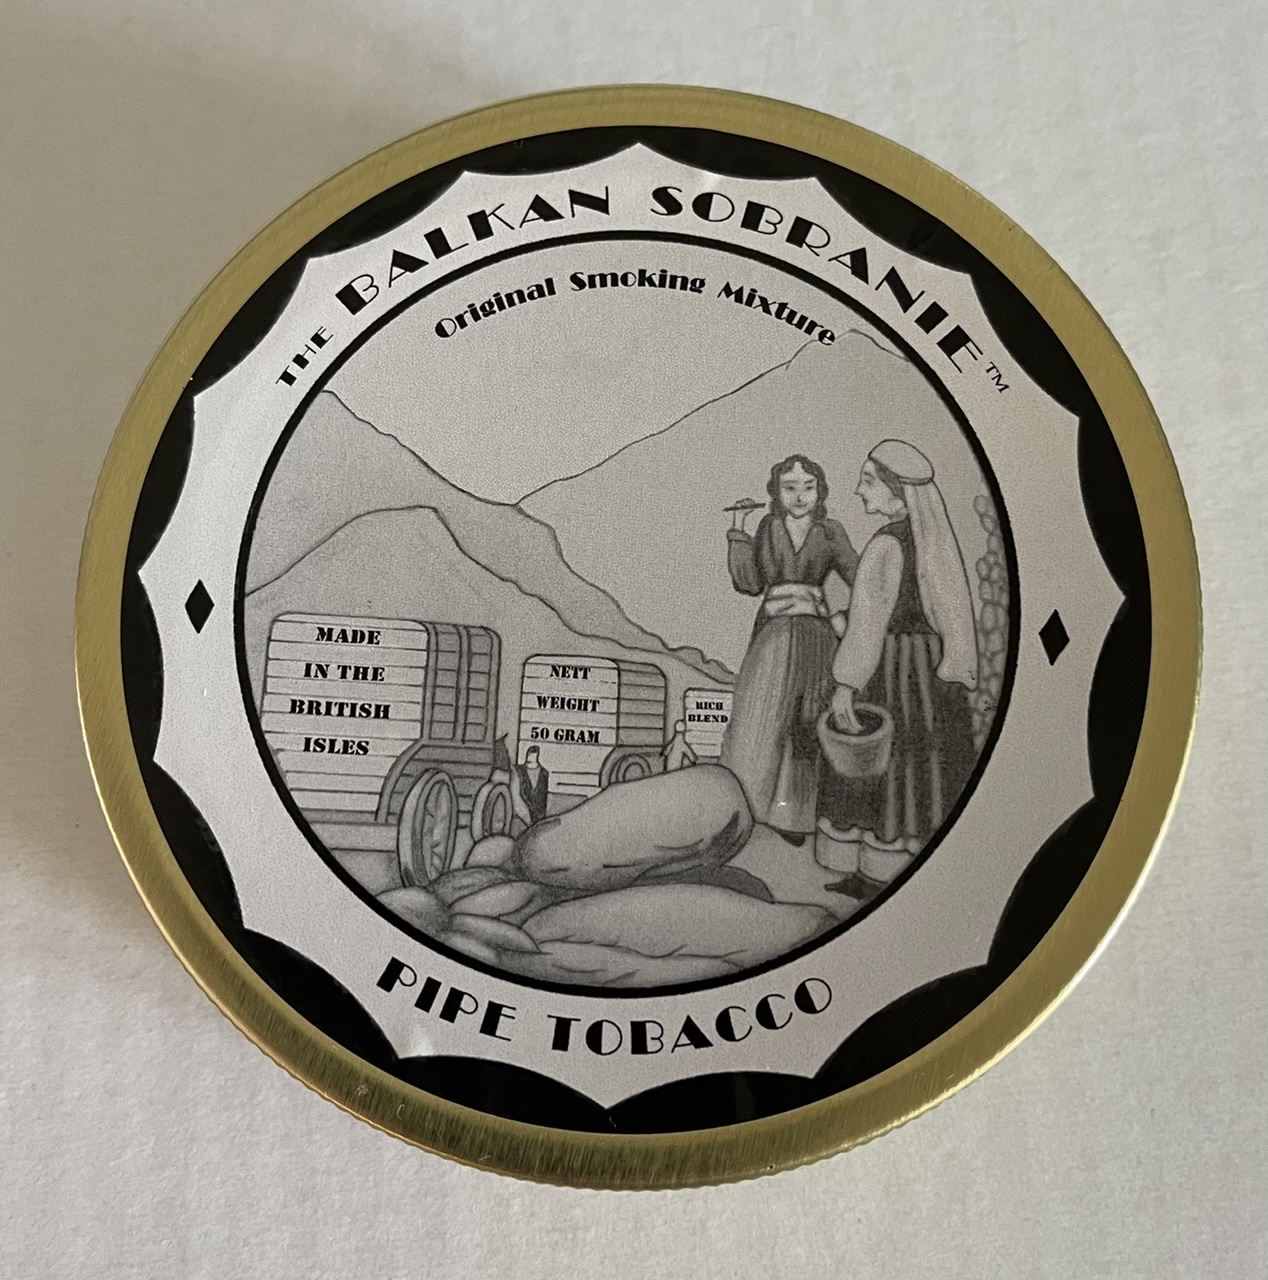 THE BALKAN SOBRANIE™
Original Smoking Mixture
MADE
IN THE
BRITISH
ISLES
NETT
WEIGHT
50 GRAM
RICH
BLEND
PIPE TOBACCO